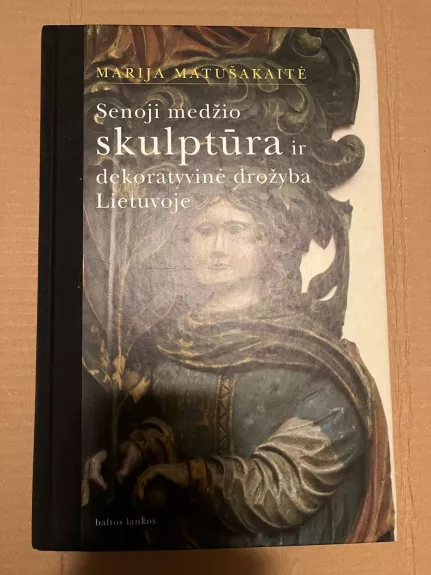 MARIJA MATUŠAKAITĖ
Senoji medžio
skulptūra ir
dekoratyvinė drožyba
Lietuvoje
baltos lankos